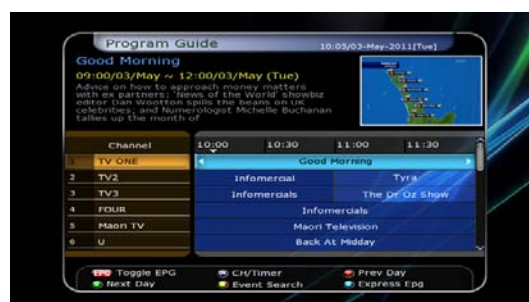 Program Guide
10:05/03-May-2011[Tue]
Good Morning
09:00/03/May ~ 12:00/03/May (Tue)
Advice on how to approach money matters
with ex partners; 'News of the World' showbiz
editor Dan Wootton spills the beans on UK
celebrities; and Numerologist Michelle Buchanan
tallies up the month of
Channel 10:00 10:30 11:00 11:30
1 TV ONE Good Morning
2 TV2 Infomercial Tyra
3 TV3 Infomercials The Dr Oz Show
4 FOUR Infomercials
5 Maori TV Maori Television
6 U Back At Midday
EPG Toggle EPG CH/Timer Prev Day
Next Day Event Search Express Epg